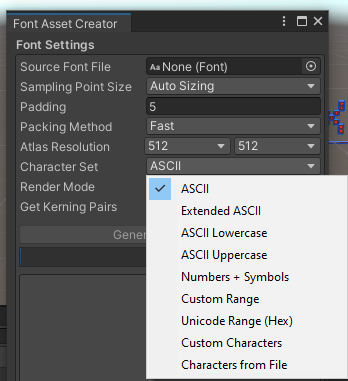 Font Asset Creator
Font Settings
Source Font File Aa None (Font)
Sampling Point Size Auto Sizing
Padding 5
Packing Method Fast
Atlas Resolution 512 512
Character Set ASCII
Render Mode
Get Kerning Pairs
ASCII
Extended ASCII
ASCII Lowercase
ASCII Uppercase
Numbers + Symbols
Custom Range
Unicode Range (Hex)
Custom Characters
Characters from File